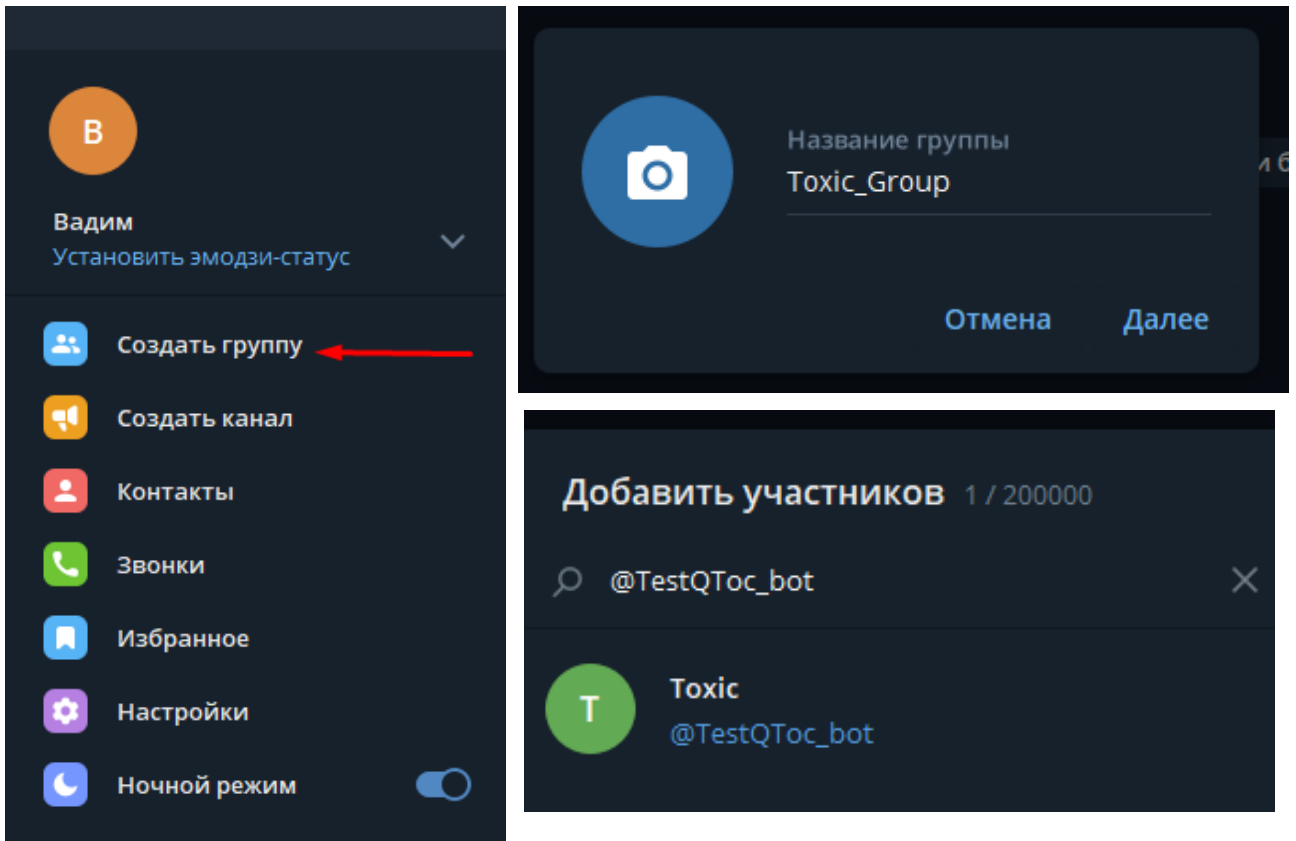 В
Вадим
Установить эмодзи-статус
Создать группу
Создать канал
Контакты
Звонки
Избранное
Настройки
Ночной режим
Название группы
Toxic_Group
Отмена Далее
и б
Добавить участников 1 / 200000
@TestQToc_bot
T
Toxic
@TestQToc_bot